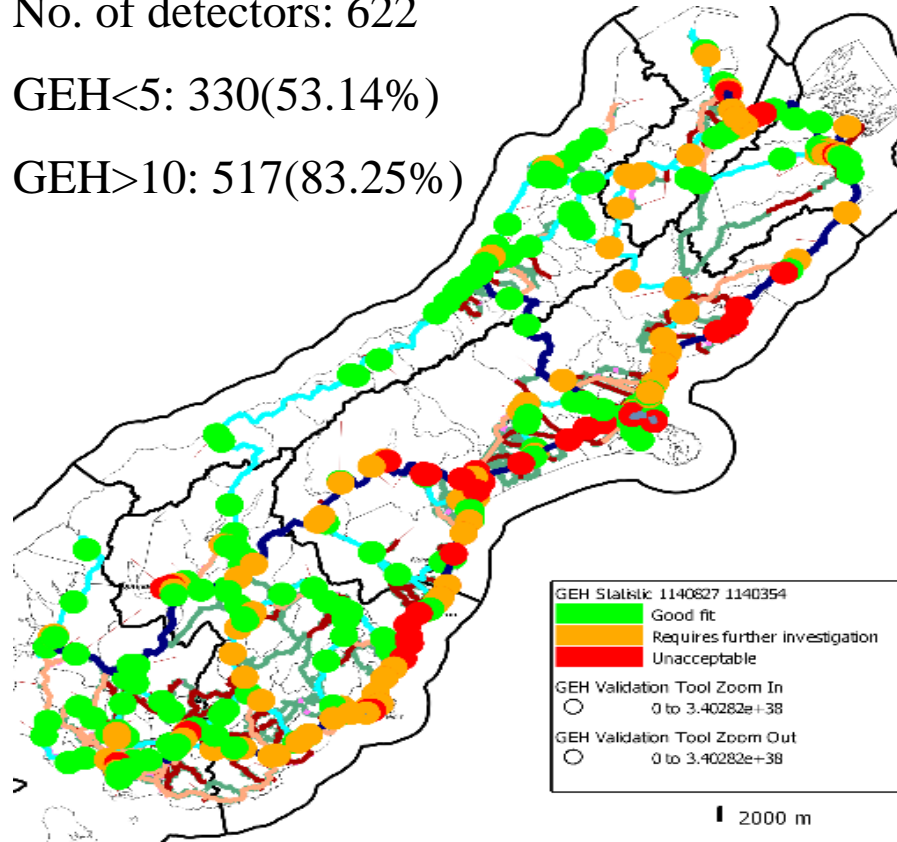 No. of detectors: 622
GEH<5: 330(53.14%)
GEH>10: 517(83.25%)
GEH Statistic 1140827 1140354
Good fit
Requires further investigation
Unacceptable
GEH Validation Tool Zoom In
0 to 3.40282e+38
GEH Validation Tool Zoom Out
0 to 3.40282e+38
2000 m